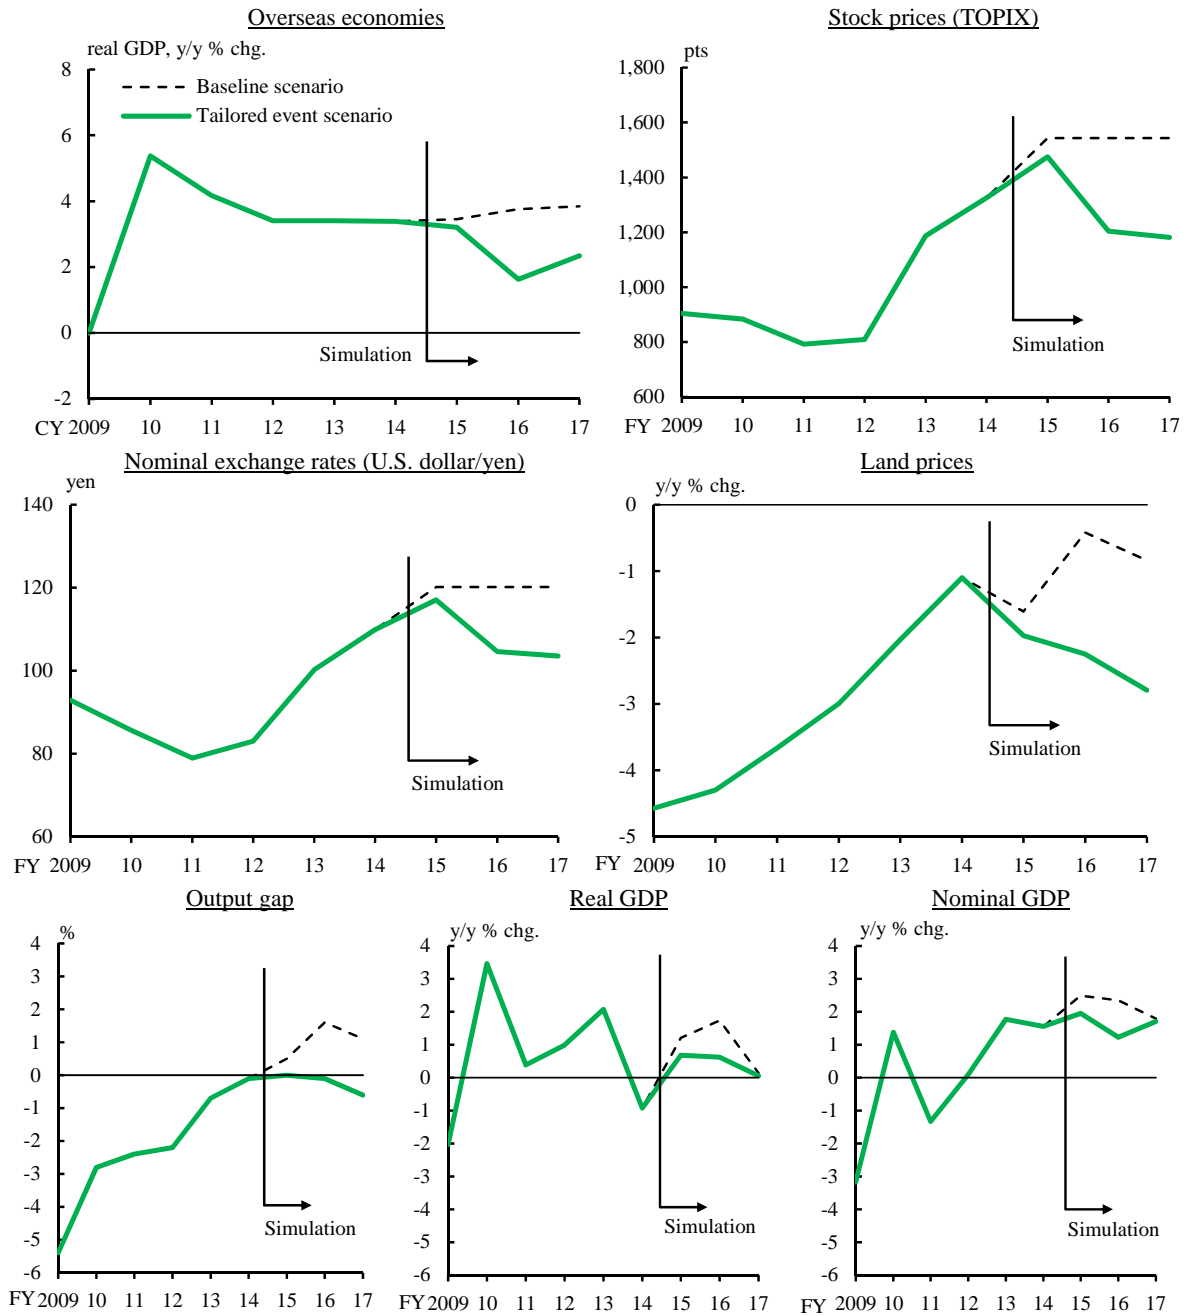 Overseas economies
real GDP, y/y % chg.
8
6
4
2
0
-2
Baseline scenario
Tailored event scenario
Simulation
CY 2009 10 11 12 13 14 15 16 17
Stock prices (TOPIX)
pts
1,800
1,600
1,400
1,200
1,000
800
600
Simulation
FY 2009 10 11 12 13 14 15 16 17
Nominal exchange rates (U.S. dollar/yen)
yen
140
120
100
80
60
Simulation
FY 2009 10 11 12 13 14 15 16 17
Land prices
y/y % chg.
0
-1
-2
-3
-4
-5
Simulation
FY 2009 10 11 12 13 14 15 16 17
Output gap
%
4
3
2
1
0
-1
-2
-3
-4
-5
-6
Simulation
FY 2009 10 11 12 13 14 15 16 17
Real GDP
y/y % chg.
4
3
2
1
0
-1
-2
-3
-4
-5
-6
Simulation
FY 2009 10 11 12 13 14 15 16 17
Nominal GDP
y/y % chg.
4
3
2
1
0
-1
-2
-3
-4
-5
-6
Simulation
FY 2009 10 11 12 13 14 15 16 17